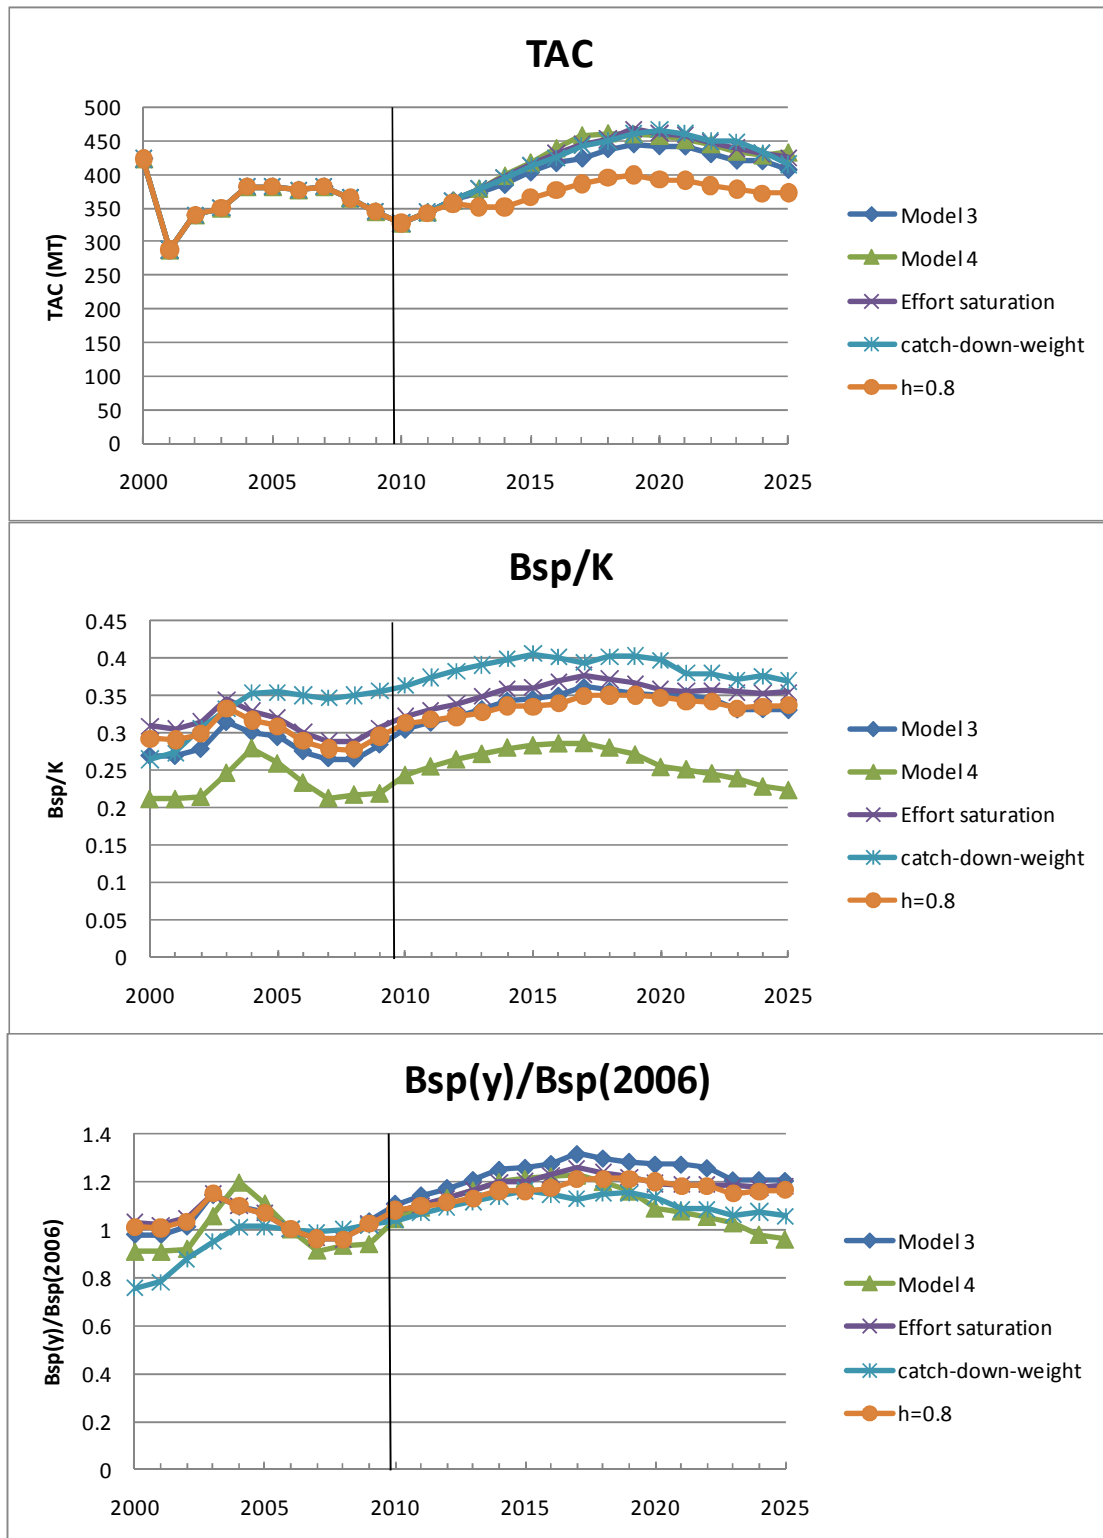 TAC
500
450
400
350
300
250
200
150
100
50
0
TAC (MT)
2000 2005 2010 2015 2020 2025
Model 3
Model 4
Effort saturation
catch-down-weight
h=0.8
Bsp/K
0.45
0.4
0.35
0.3
0.25
0.2
0.15
0.1
0.05
0
Bsp/K
2000 2005 2010 2015 2020 2025
Model 3
Model 4
Effort saturation
catch-down-weight
h=0.8
Bsp(y)/Bsp(2006)
1.4
1.2
1
0.8
0.6
0.4
0.2
0
Bsp(y)/Bsp(2006)
2000 2005 2010 2015 2020 2025
Model 3
Model 4
Effort saturation
catch-down-weight
h=0.8